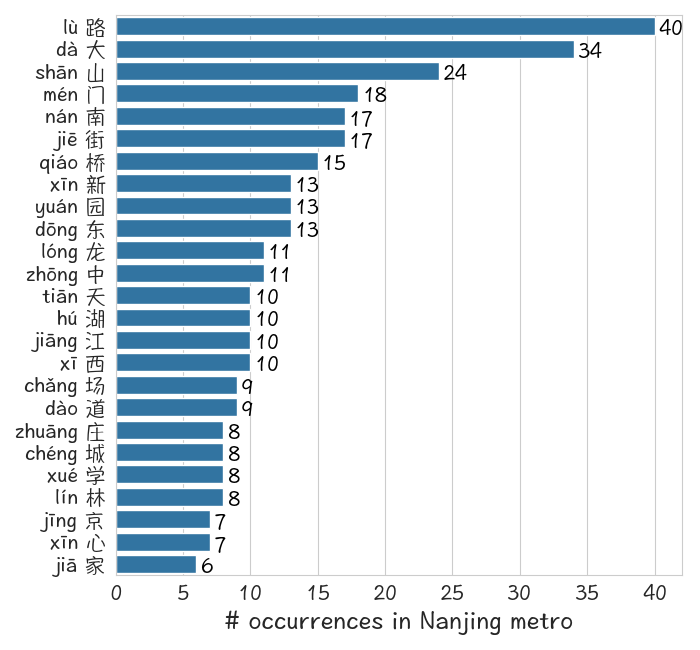 lù 路 40
dà 大 34
shān 山 24
mén 门 18
nán 南 17
jiē 街 17
qiáo 桥 15
xīn 新 13
yuán 园 13
dōng 东 13
lóng 龙 11
zhōng 中 11
tiān 天 10
hú 湖 10
jiāng 江 10
xī 西 10
chǎng 场 9
dào 道 9
zhuāng 庄 8
chéng 城 8
xué 学 8
lín 林 8
jīng 京 7
xīn 心 7
jiā 家 6
0 5 10 15 20 25 30 35 40
# occurrences in Nanjing metro